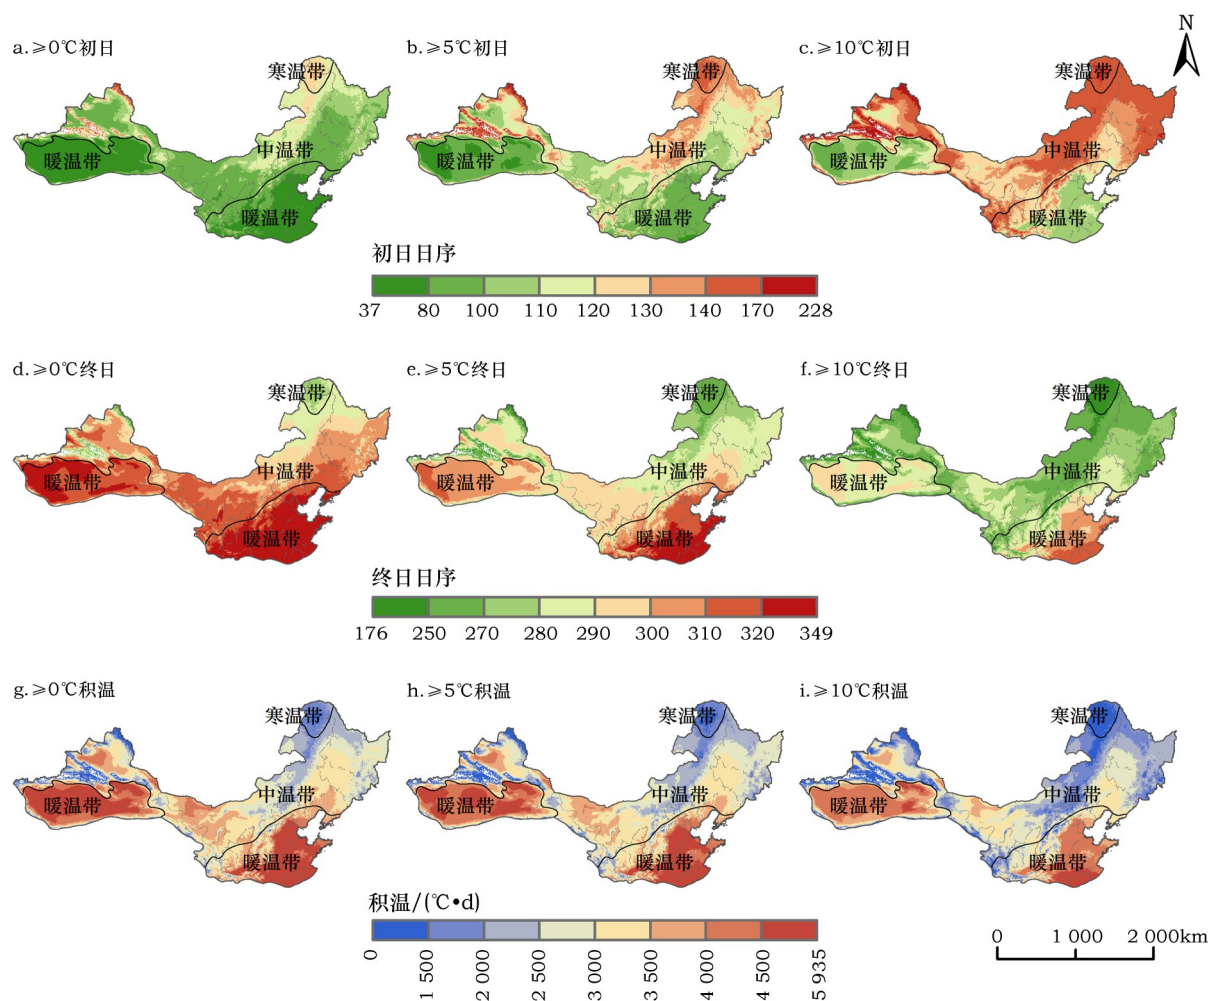 N
a.≥0℃初日
b.≥5℃初日
c.≥10℃初日
寒温带
寒温带
寒温带
中温带
中温带
中温带
暖温带
暖温带
暖温带
暖温带
暖温带
暖温带
初日日序
37 80 100 110 120 130 140 170 228
d.≥0℃终日
e.≥5℃终日
f.≥10℃终日
寒温带
寒温带
寒温带
中温带
中温带
中温带
暖温带
暖温带
暖温带
暖温带
暖温带
暖温带
终日日序
176 250 270 280 290 300 310 320 349
g.≥0℃积温
h.≥5℃积温
i.≥10℃积温
寒温带
寒温带
寒温带
中温带
中温带
中温带
暖温带
暖温带
暖温带
暖温带
暖温带
暖温带
积温/(℃•d)
0 1 500 2 000 2 500 3 000 3 500 4 000 4 500 5 935
0 1 000 2 000km